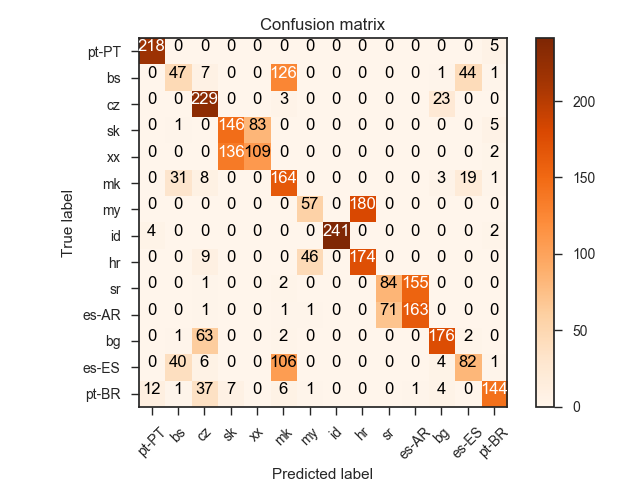 Confusion matrix
pt-PT 218 0 0 0 0 0 0 0 0 0 0 0 0 5
bs 0 47 7 0 0 126 0 0 0 0 0 1 44 1
cz 0 0 229 0 0 3 0 0 0 0 0 23 0 0
sk 0 1 0 146 83 0 0 0 0 0 0 0 0 5
xx 0 0 0 136 109 0 0 0 0 0 0 0 0 2
mk 0 31 8 0 0 164 0 0 0 0 0 3 19 1
my 0 0 0 0 0 0 57 0 180 0 0 0 0 0
id 4 0 0 0 0 0 0 241 0 0 0 0 0 2
hr 0 0 9 0 0 0 46 0 174 0 0 0 0 0
sr 0 0 1 0 0 2 0 0 0 84 155 0 0 0
es-AR 0 0 1 0 0 1 1 0 0 71 163 0 0 0
bg 0 1 63 0 0 2 0 0 0 0 0 176 2 0
es-ES 0 40 6 0 0 106 0 0 0 0 0 4 82 1
pt-BR 12 1 37 7 0 6 1 0 0 0 1 4 0 144
pt-PT bs cz sk xx mk my id hr sr es-AR bg es-ES pt-BR
Predicted label
True label
200
150
100
50
0